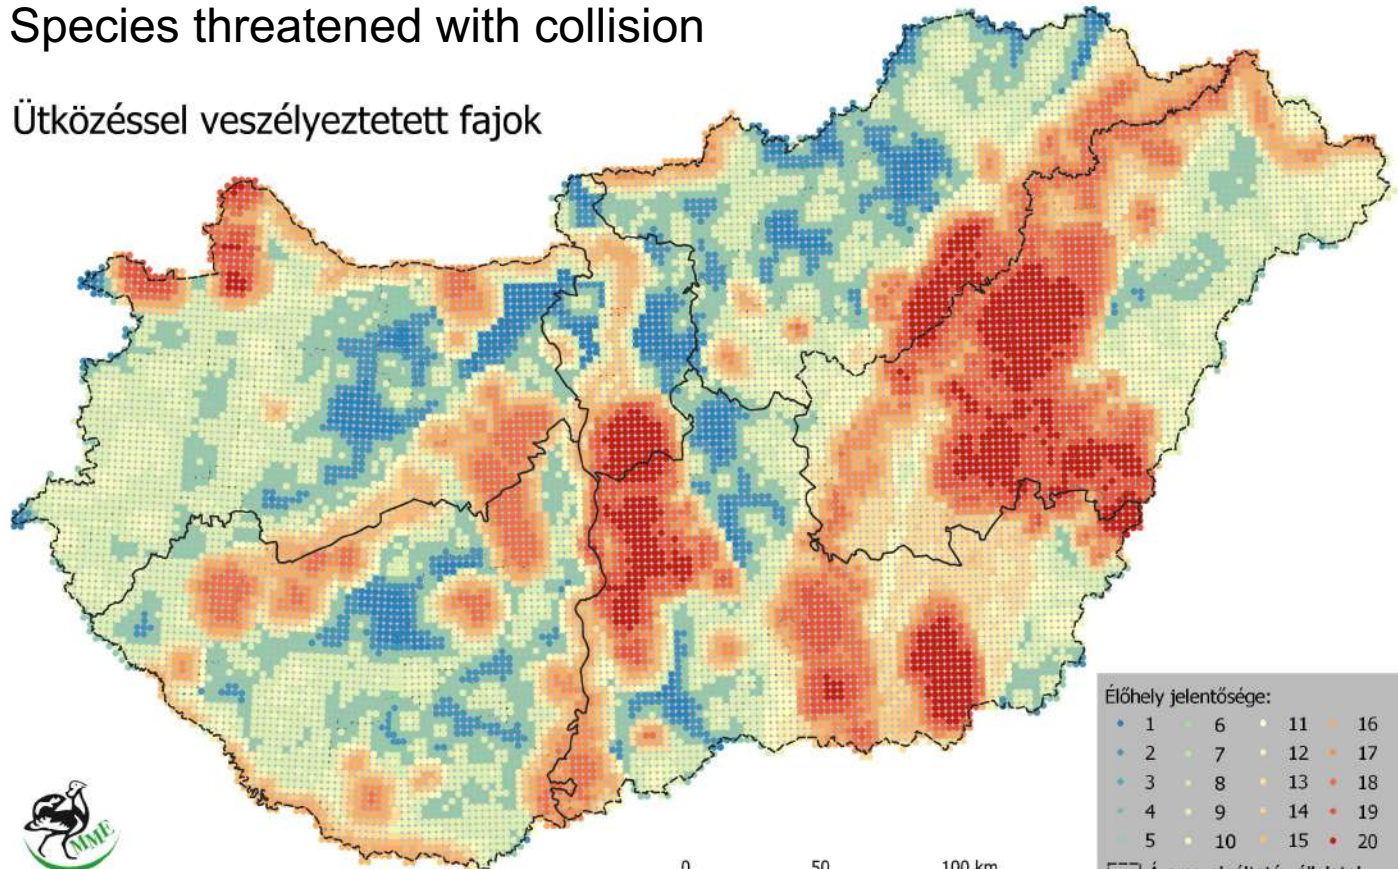 Species threatened with collision
Ütközéssel veszélyeztetett fajok
Élőhely jelentősége:
1 6 11 16
2 7 12 17
3 8 13 18
4 9 14 19
5 10 15 20
0 50 100 km
MME